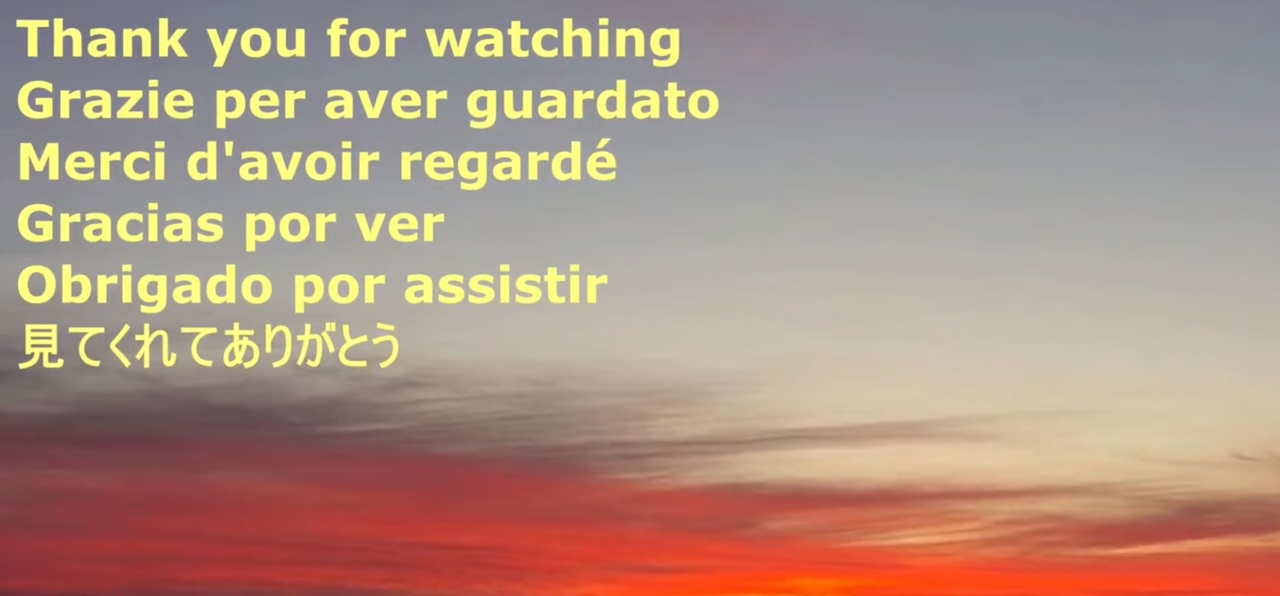 Thank you for watching
Grazie per aver guardato
Merci d'avoir regardé
Gracias por ver
Obrigado por assistir
見てくれてありがとう